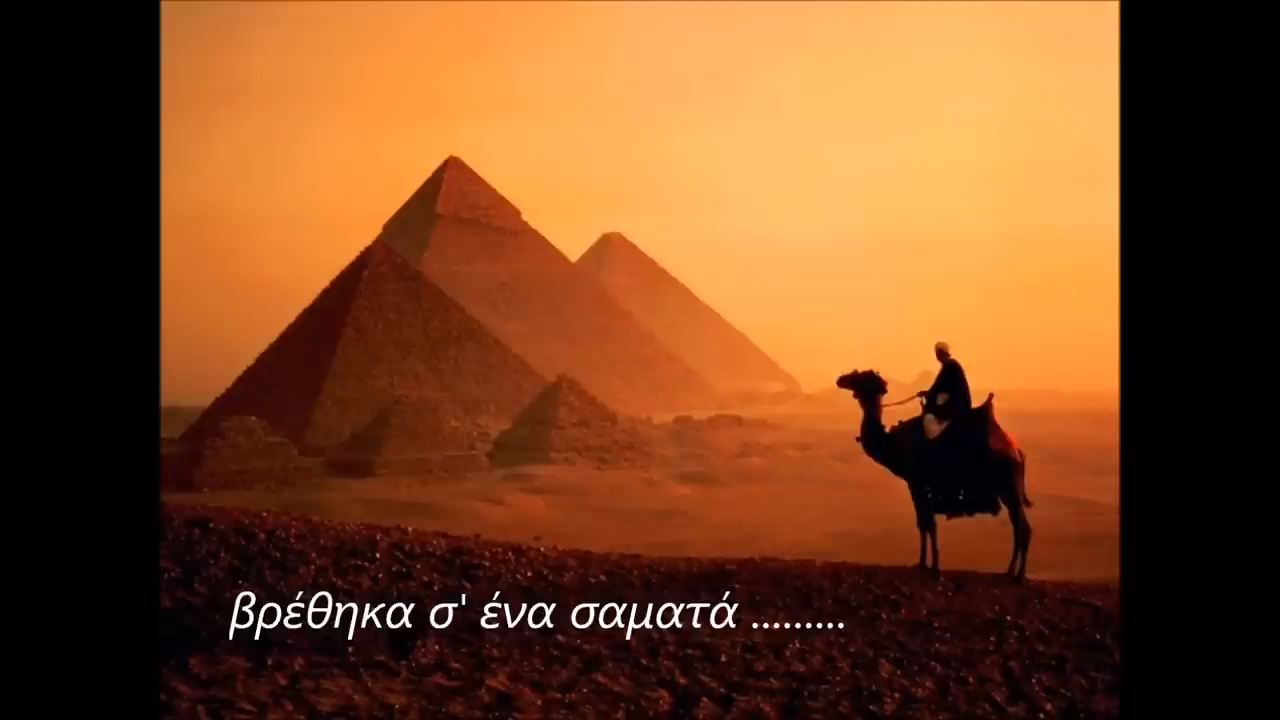 βρέθηκα σ' ένα σαματά .........